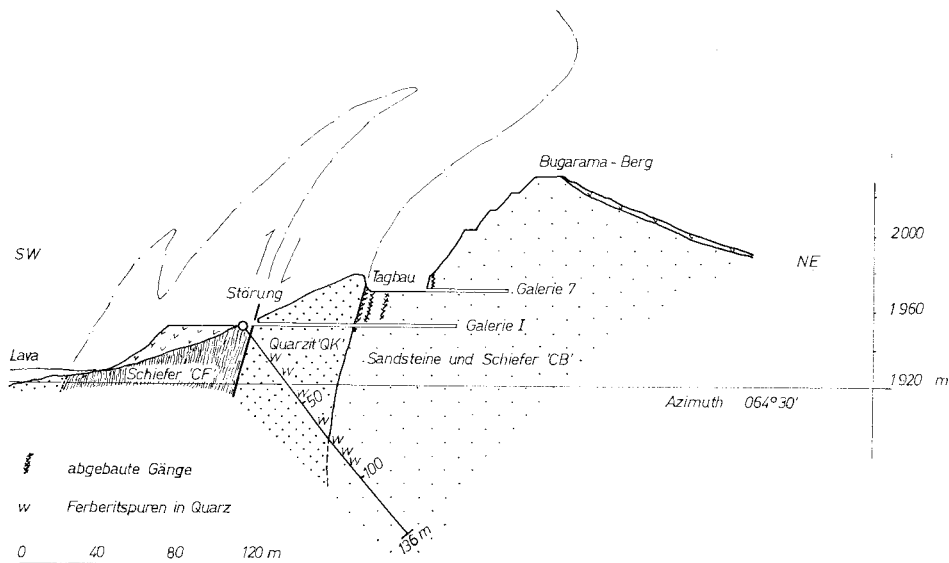 Bugarama - Berg
SW
2000
NE
Tagbau
Störung
Galerie 7
1960
Galerie I
Lava
Quarzit 'QK'
Sandsteine und Schiefer 'CB'
Schiefer 'CF'
W
W
1920 m
W
50
Azimuth 064°30'
W
W
W
W
100
abgebaute Gänge
W Ferberitspuren in Quarz
136 m
0 40 80 120 m